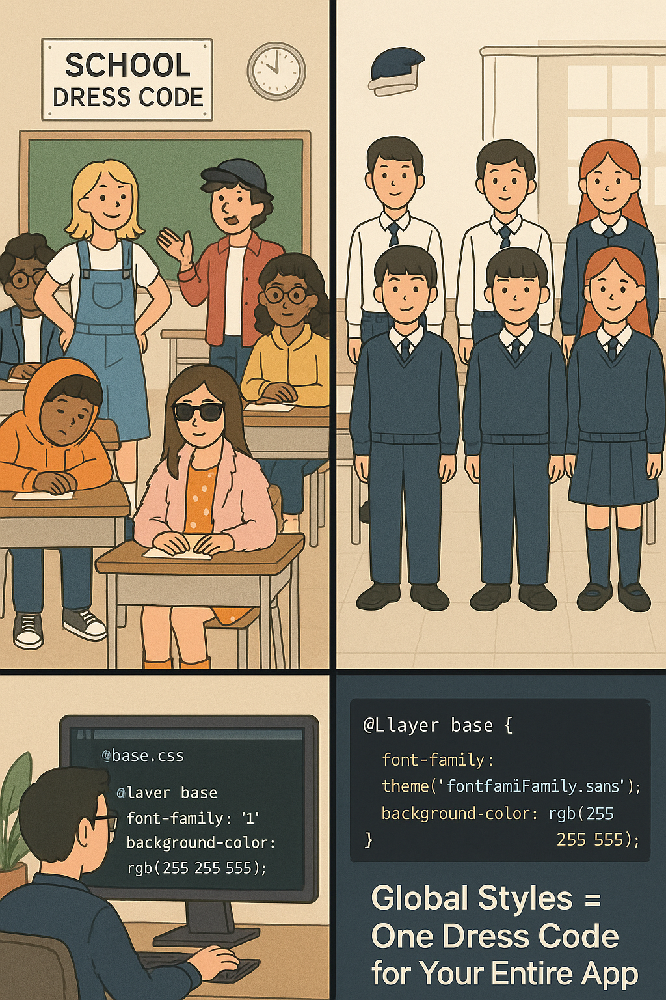 SCHOOL
DRESS CODE
@base.css
@laver base
font-family: '1'
background-color:
rgb(255 255 555);
@Llayer base {
font-family:
theme('fontfamiFamily.sans');
background-color: rgb(255
} 255 555);
Global Styles =
One Dress Code
for Your Entire App